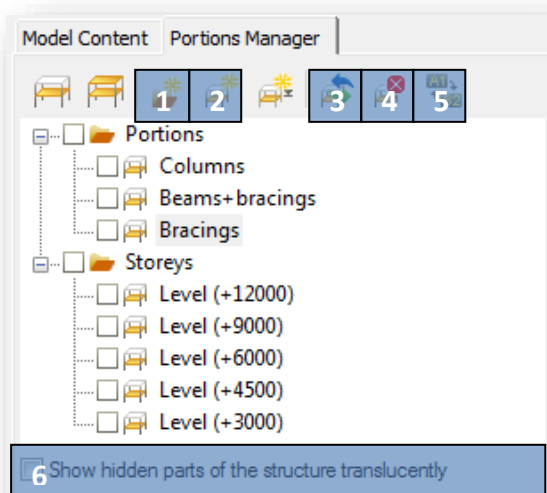 Model Content Portions Manager
1 2 3 4 5
Portions
Columns
Beams+bracings
Bracings
Storeys
Level (+12000)
Level (+9000)
Level (+6000)
Level (+4500)
Level (+3000)
6 Show hidden parts of the structure translucently